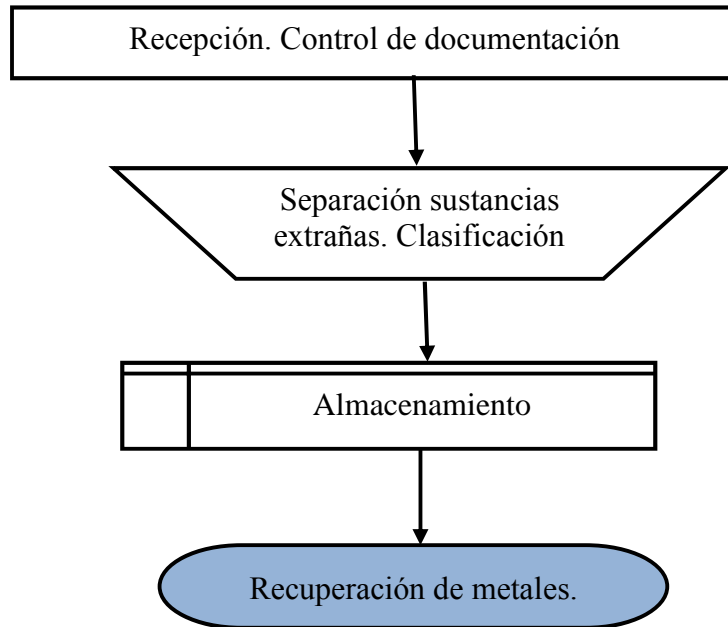 Recepción. Control de documentación
Separación sustancias
extrañas. Clasificación
Almacenamiento
Recuperación de metales.